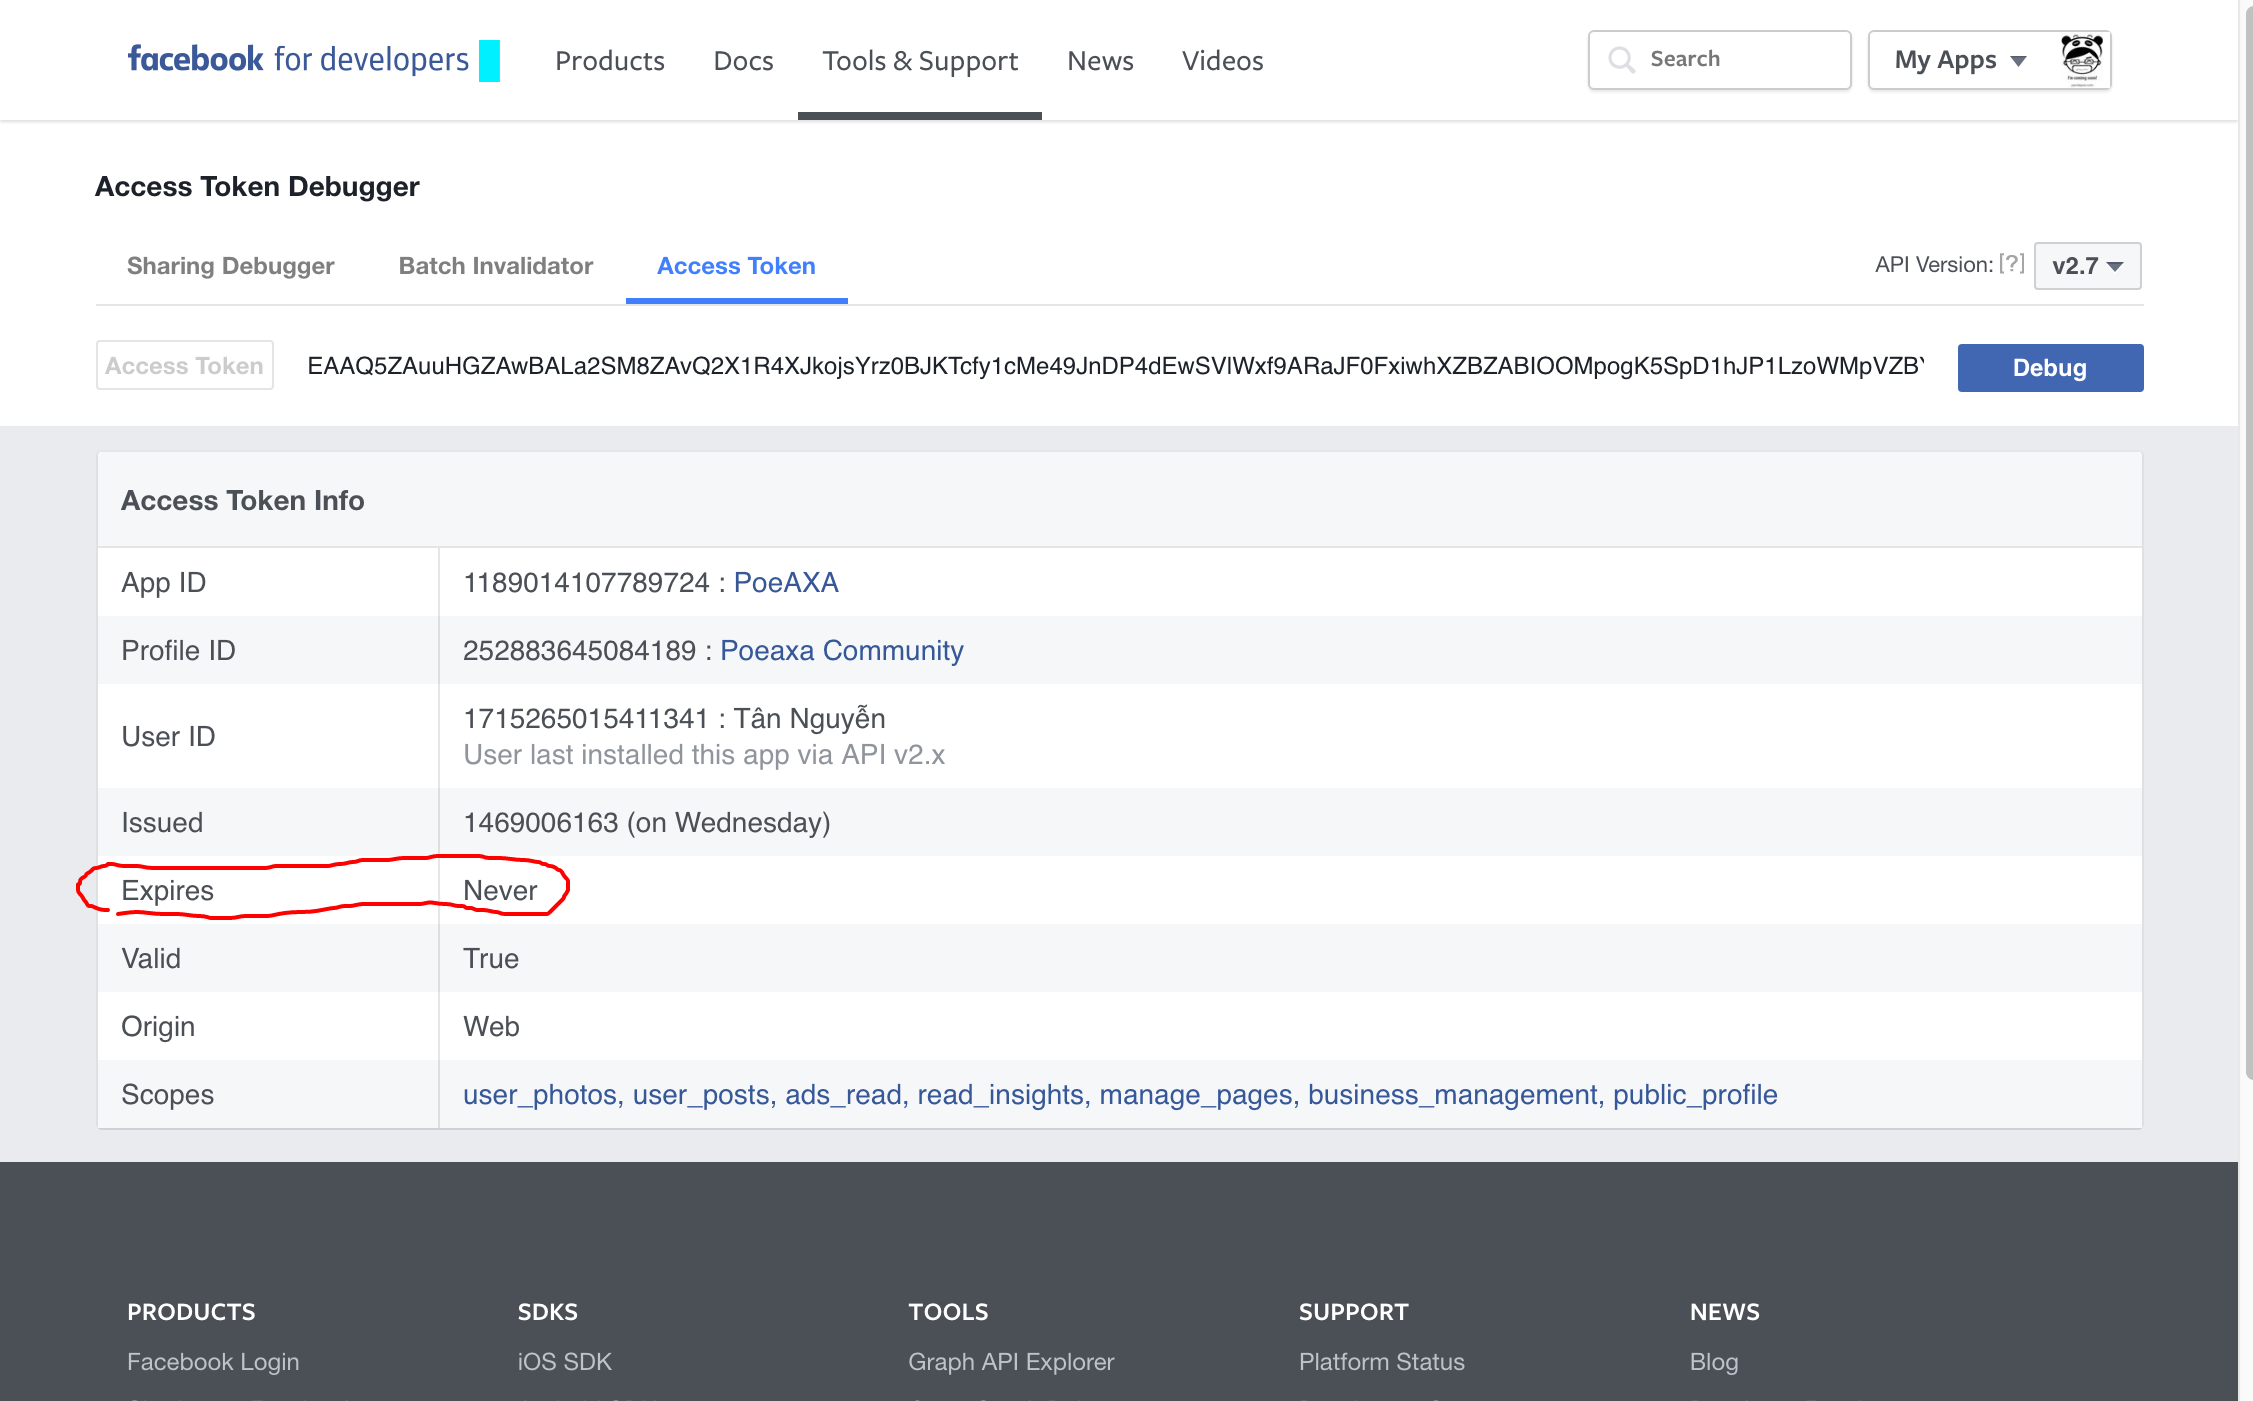 facebook for developers
Products
Docs
Tools & Support
News
Videos
Search
My Apps
Access Token Debugger
Sharing Debugger
Batch Invalidator
Access Token
API Version: [?]
v2.7
Access Token
EAAQ5ZAuuHGZAwBALa2SM8ZAvQ2X1R4XJkojsYrz0BJKTcfy1cMe49JnDP4dEwSVlWxf9ARaJF0FxiwhXZBZABIOOMpogK5SpD1hJP1LzoWMpVZBY
Debug
Access Token Info
App ID
1189014107789724 : PoeAXA
Profile ID
252883645084189 : Poeaxa Community
User ID
1715265015411341 : Tân Nguyễn
User last installed this app via API v2.x
Issued
1469006163 (on Wednesday)
Expires
Never
Valid
True
Origin
Web
Scopes
user_photos, user_posts, ads_read, read_insights, manage_pages, business_management, public_profile
PRODUCTS
SDKS
TOOLS
SUPPORT
NEWS
Facebook Login
iOS SDK
Graph API Explorer
Platform Status
Blog